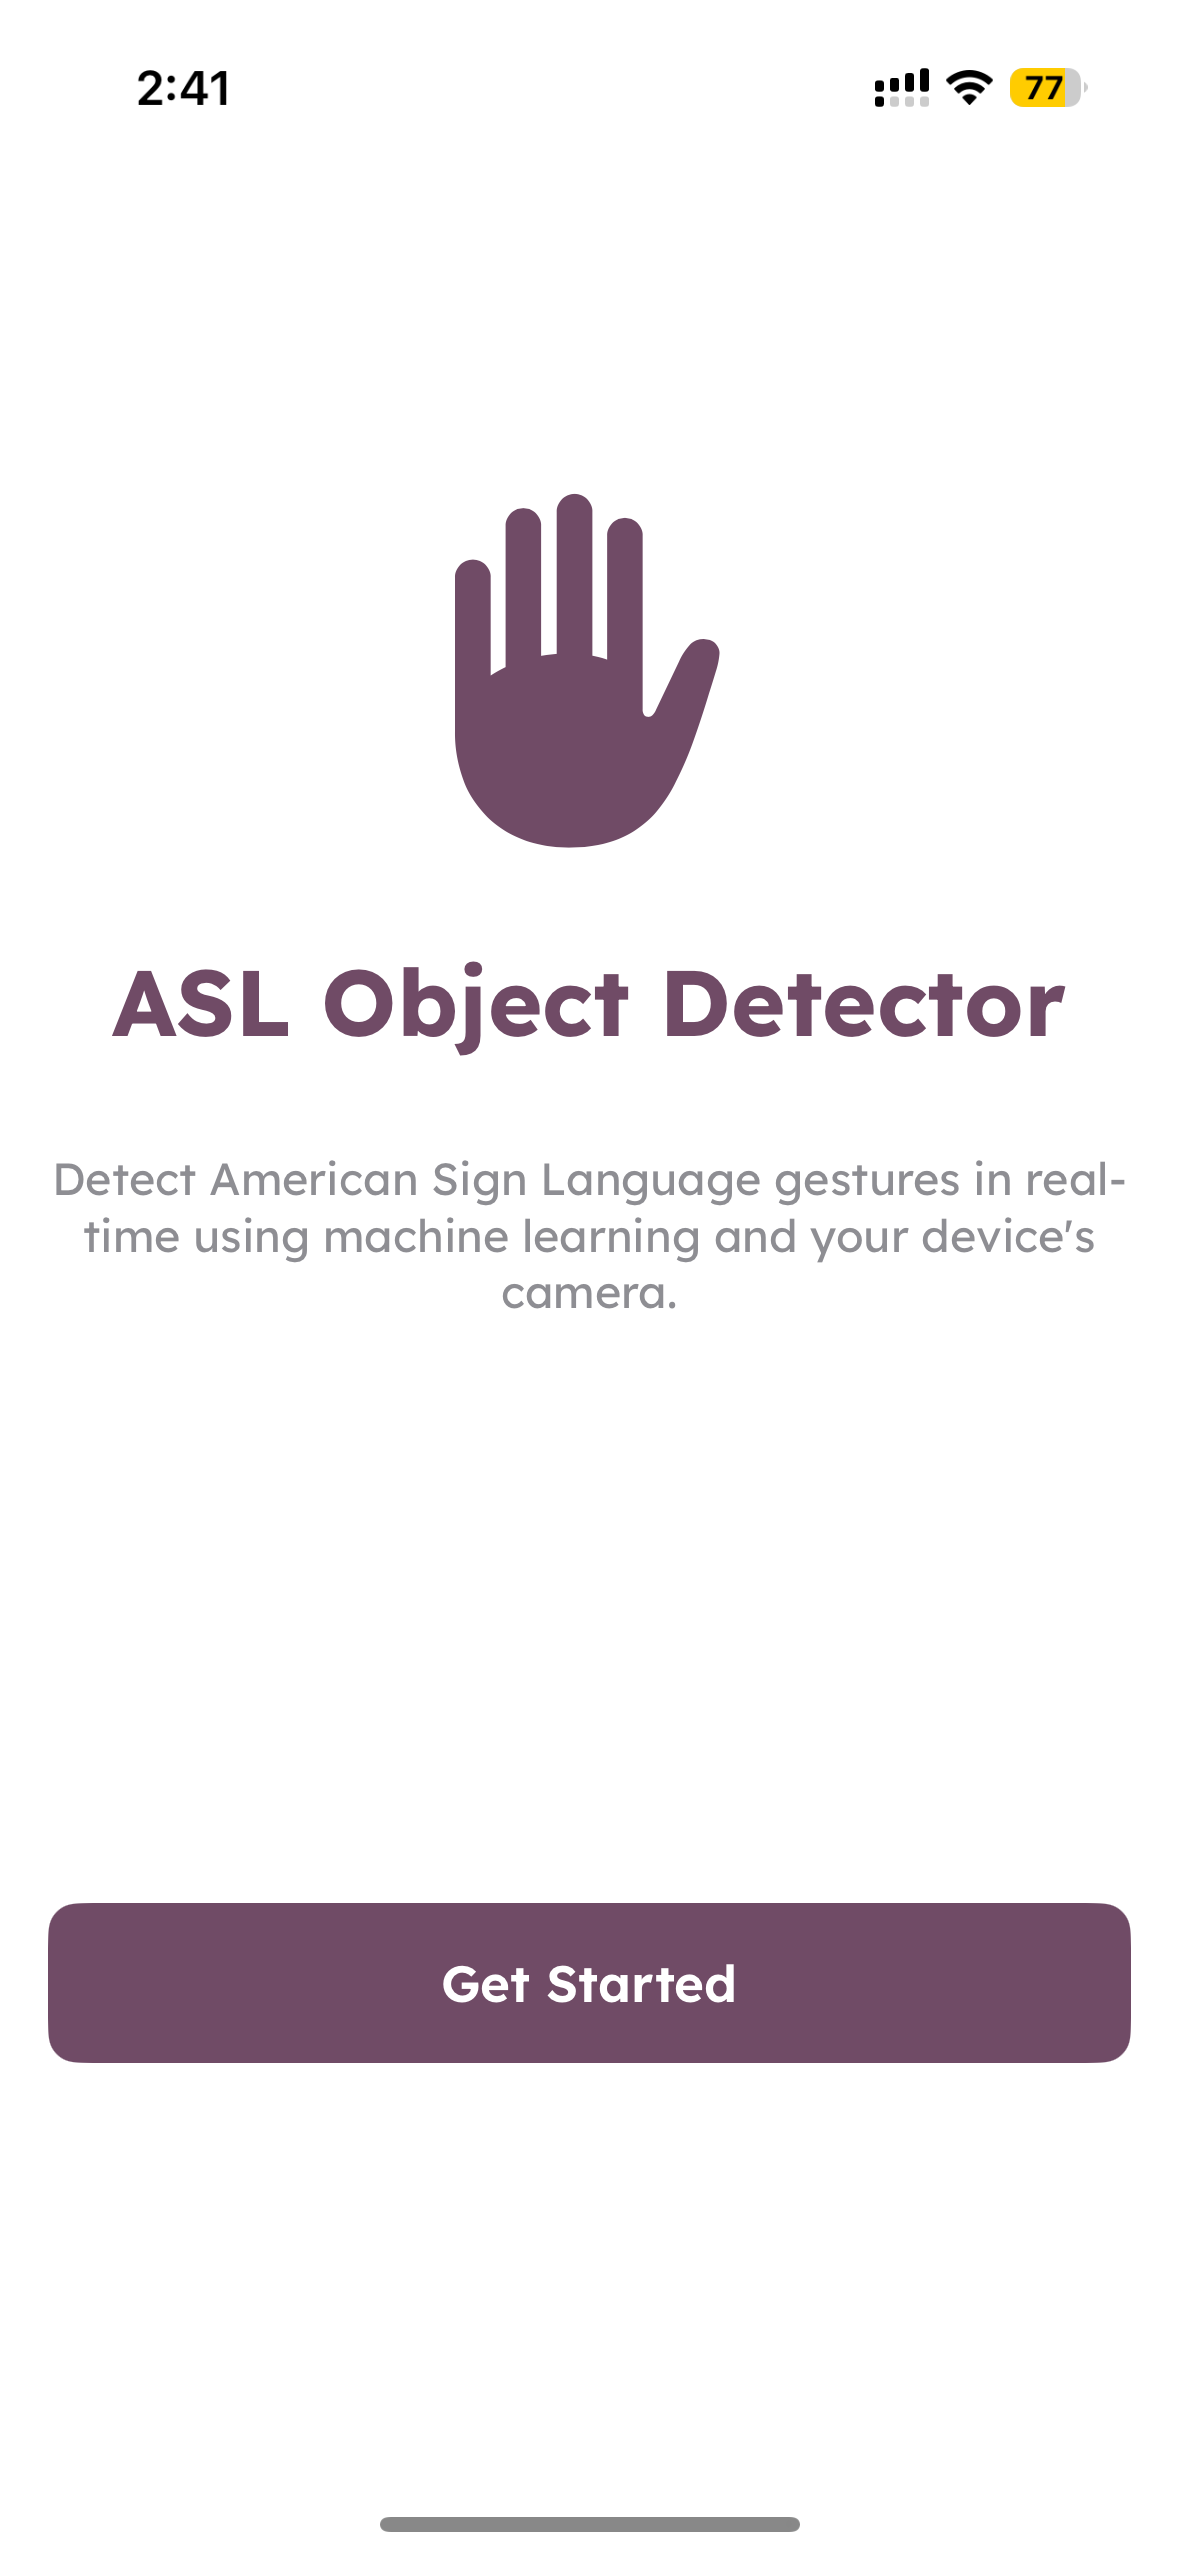 2:41
77
ASL Object Detector
Detect American Sign Language gestures in real-
time using machine learning and your device's
camera.
Get Started